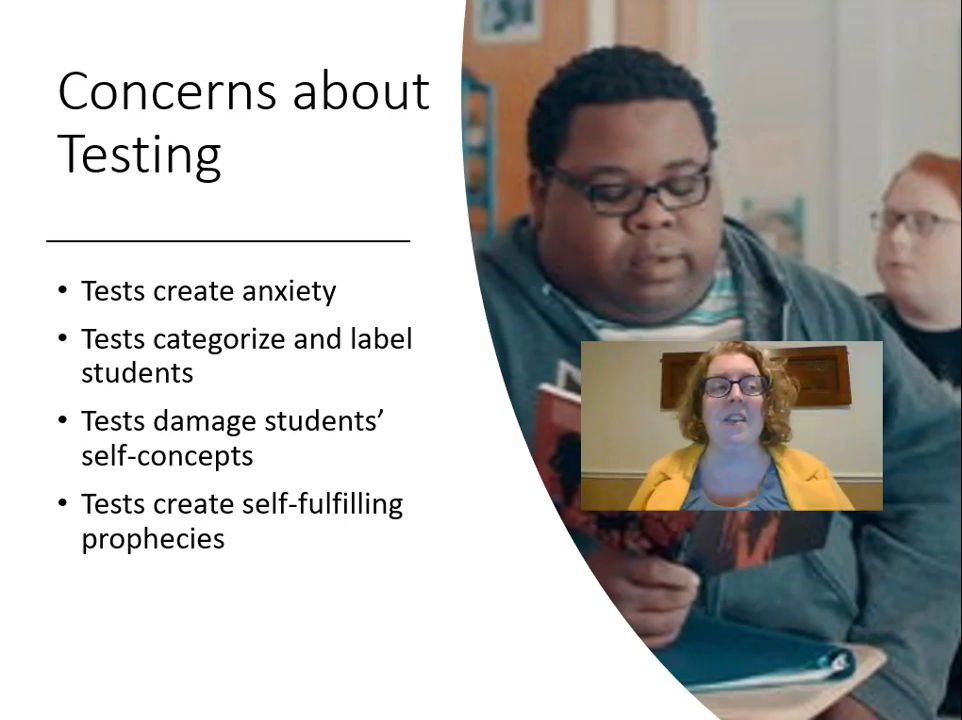 Concerns about
Testing
• Tests create anxiety
• Tests categorize and label
students
• Tests damage students’
self-concepts
• Tests create self-fulfilling
prophecies